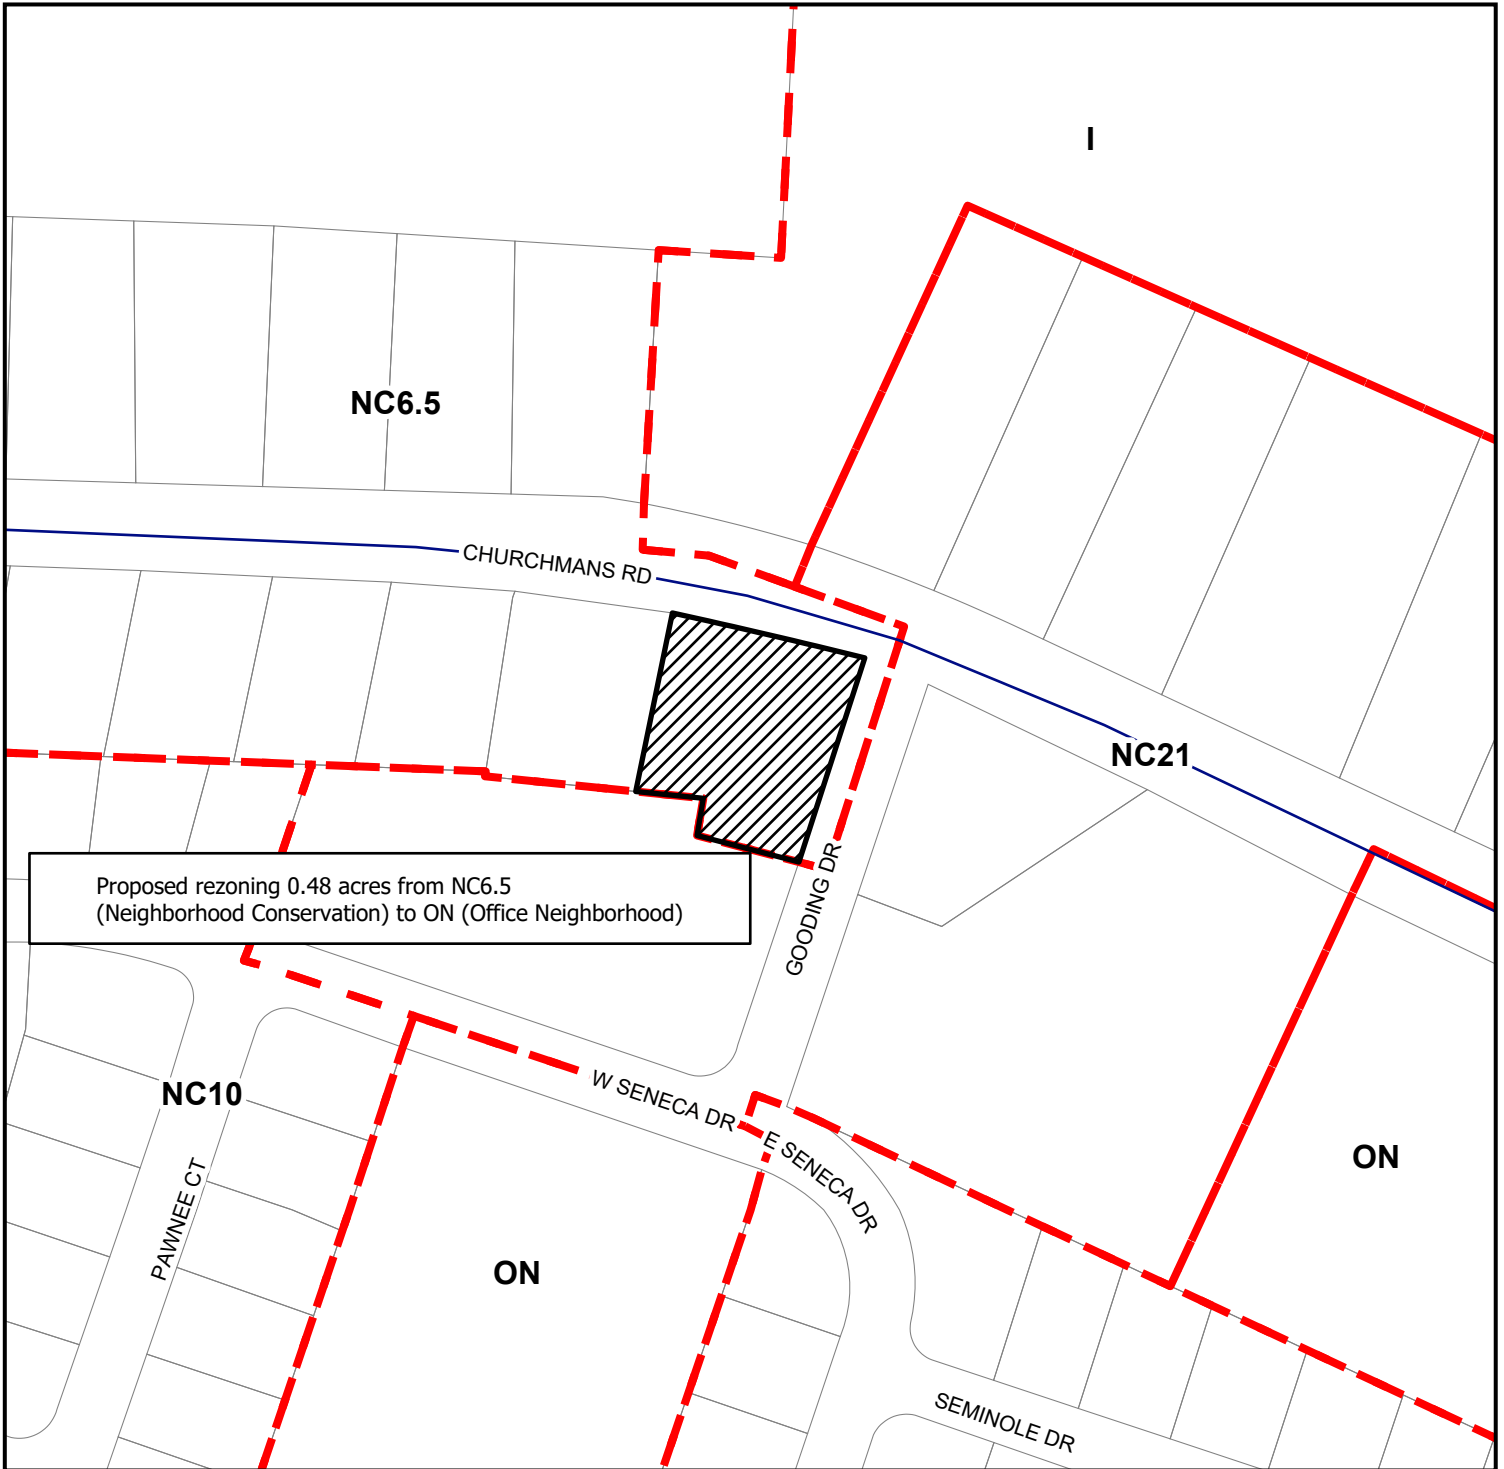 I
NC6.5
CHURCHMANS RD
NC21
Proposed rezoning 0.48 acres from NC6.5
(Neighborhood Conservation) to ON (Office Neighborhood)
GOODING DR
W SENECA DR
NC10
E SENECA DR
ON
PAWNEE CT
ON
SEMINOLE DR